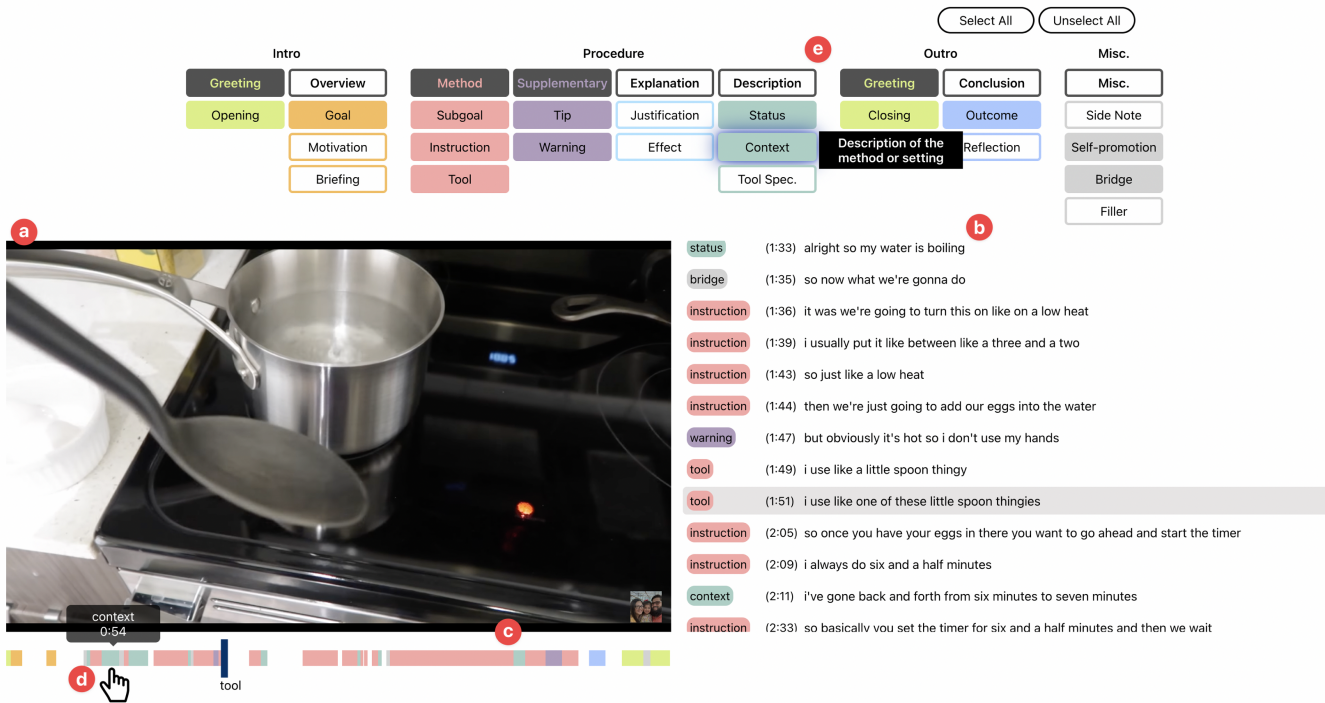 Select All Unselect All
Intro Procedure e Outro Misc.
Greeting Overview Method Supplementary Explanation Description Greeting Conclusion Misc.
Opening Goal Subgoal Tip Justification Status Closing Outcome Side Note
Motivation Instruction Warning Effect Context Description of the method or setting Reflection Self-promotion
Briefing Tool Tool Spec. Bridge
Filler
a
b
status (1:33) alright so my water is boiling
bridge (1:35) so now what we're gonna do
instruction (1:36) it was we're going to turn this on like on a low heat
instruction (1:39) i usually put it like between like a three and a two
instruction (1:43) so just like a low heat
instruction (1:44) then we're just going to add our eggs into the water
warning (1:47) but obviously it's hot so i don't use my hands
tool (1:49) i use like a little spoon thingy
tool (1:51) i use like one of these little spoon thingies
instruction (2:05) so once you have your eggs in there you want to go ahead and start the timer
instruction (2:09) i always do six and a half minutes
context (2:11) i've gone back and forth from six minutes to seven minutes
instruction (2:33) so basically you set the timer for six and a half minutes and then we wait
context
0:54
c
d
tool